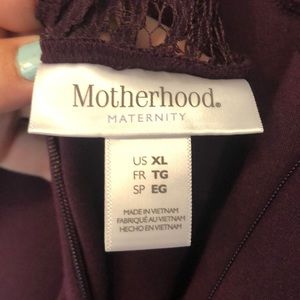 Motherhood®
MATERNITY
US XL
FR TG
SP EG
MADE IN VIETNAM
FABRIQUÉ AU VIETNAM
HECHO EN VIETNAM